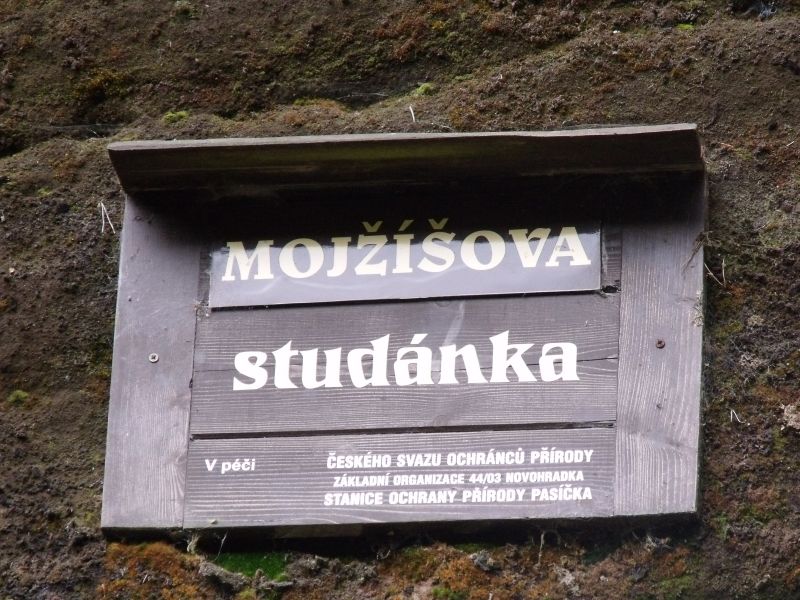 MOJŽÍŠOVA
studánka
V péči ČESKÉHO SVAZU OCHRÁNCŮ PŘÍRODY
ZÁKLADNÍ ORGANIZACE 44/03 NOVOHRADKA
STANICE OCHRANY PŘÍRODY PASÍČKA